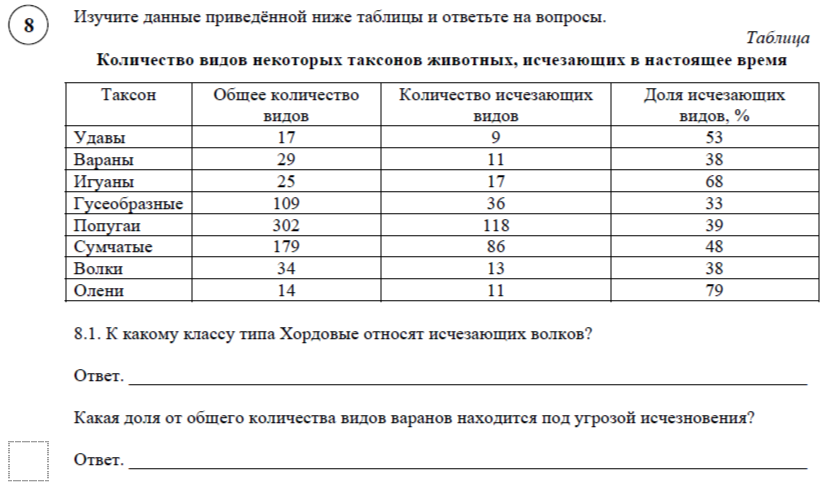 8
Изучите данные приведённой ниже таблицы и ответьте на вопросы.
Таблица
Количество видов некоторых таксонов животных, исчезающих в настоящее время
Таксон Общее количество видов Количество исчезающих видов Доля исчезающих видов, %
Удавы 17 9 53
Вараны 29 11 38
Игуаны 25 17 68
Гусеобразные 109 36 33
Попугаи 302 118 39
Сумчатые 179 86 48
Волки 34 13 38
Олени 14 11 79
8.1. К какому классу типа Хордовые относят исчезающих волков?
Ответ.
Какая доля от общего количества видов варанов находится под угрозой исчезновения?
Ответ.